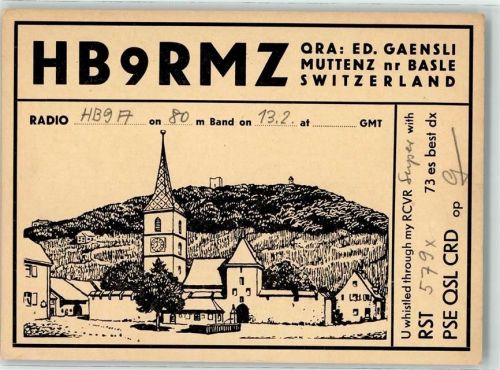 HB9RMZ
QRA: ED. GAENSLI
MUTTENZ nr BASLE
SWITZERLAND
RADIO HB9 on 80 m Band on 13.2. at GMT
U whistled through my RCVR Super with
RST 579x 73 es best dx
PSE QSL CRD op